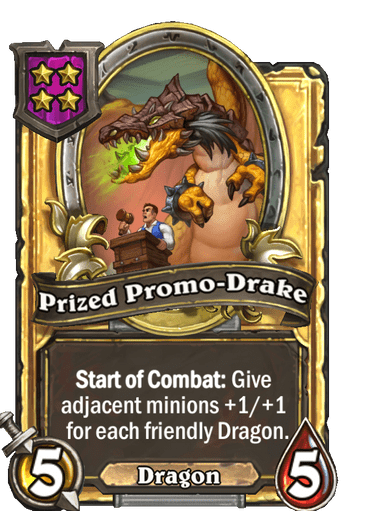 Prized Promo-Drake
Start of Combat: Give
adjacent minions +1/+1
for each friendly Dragon.
5
Dragon
5